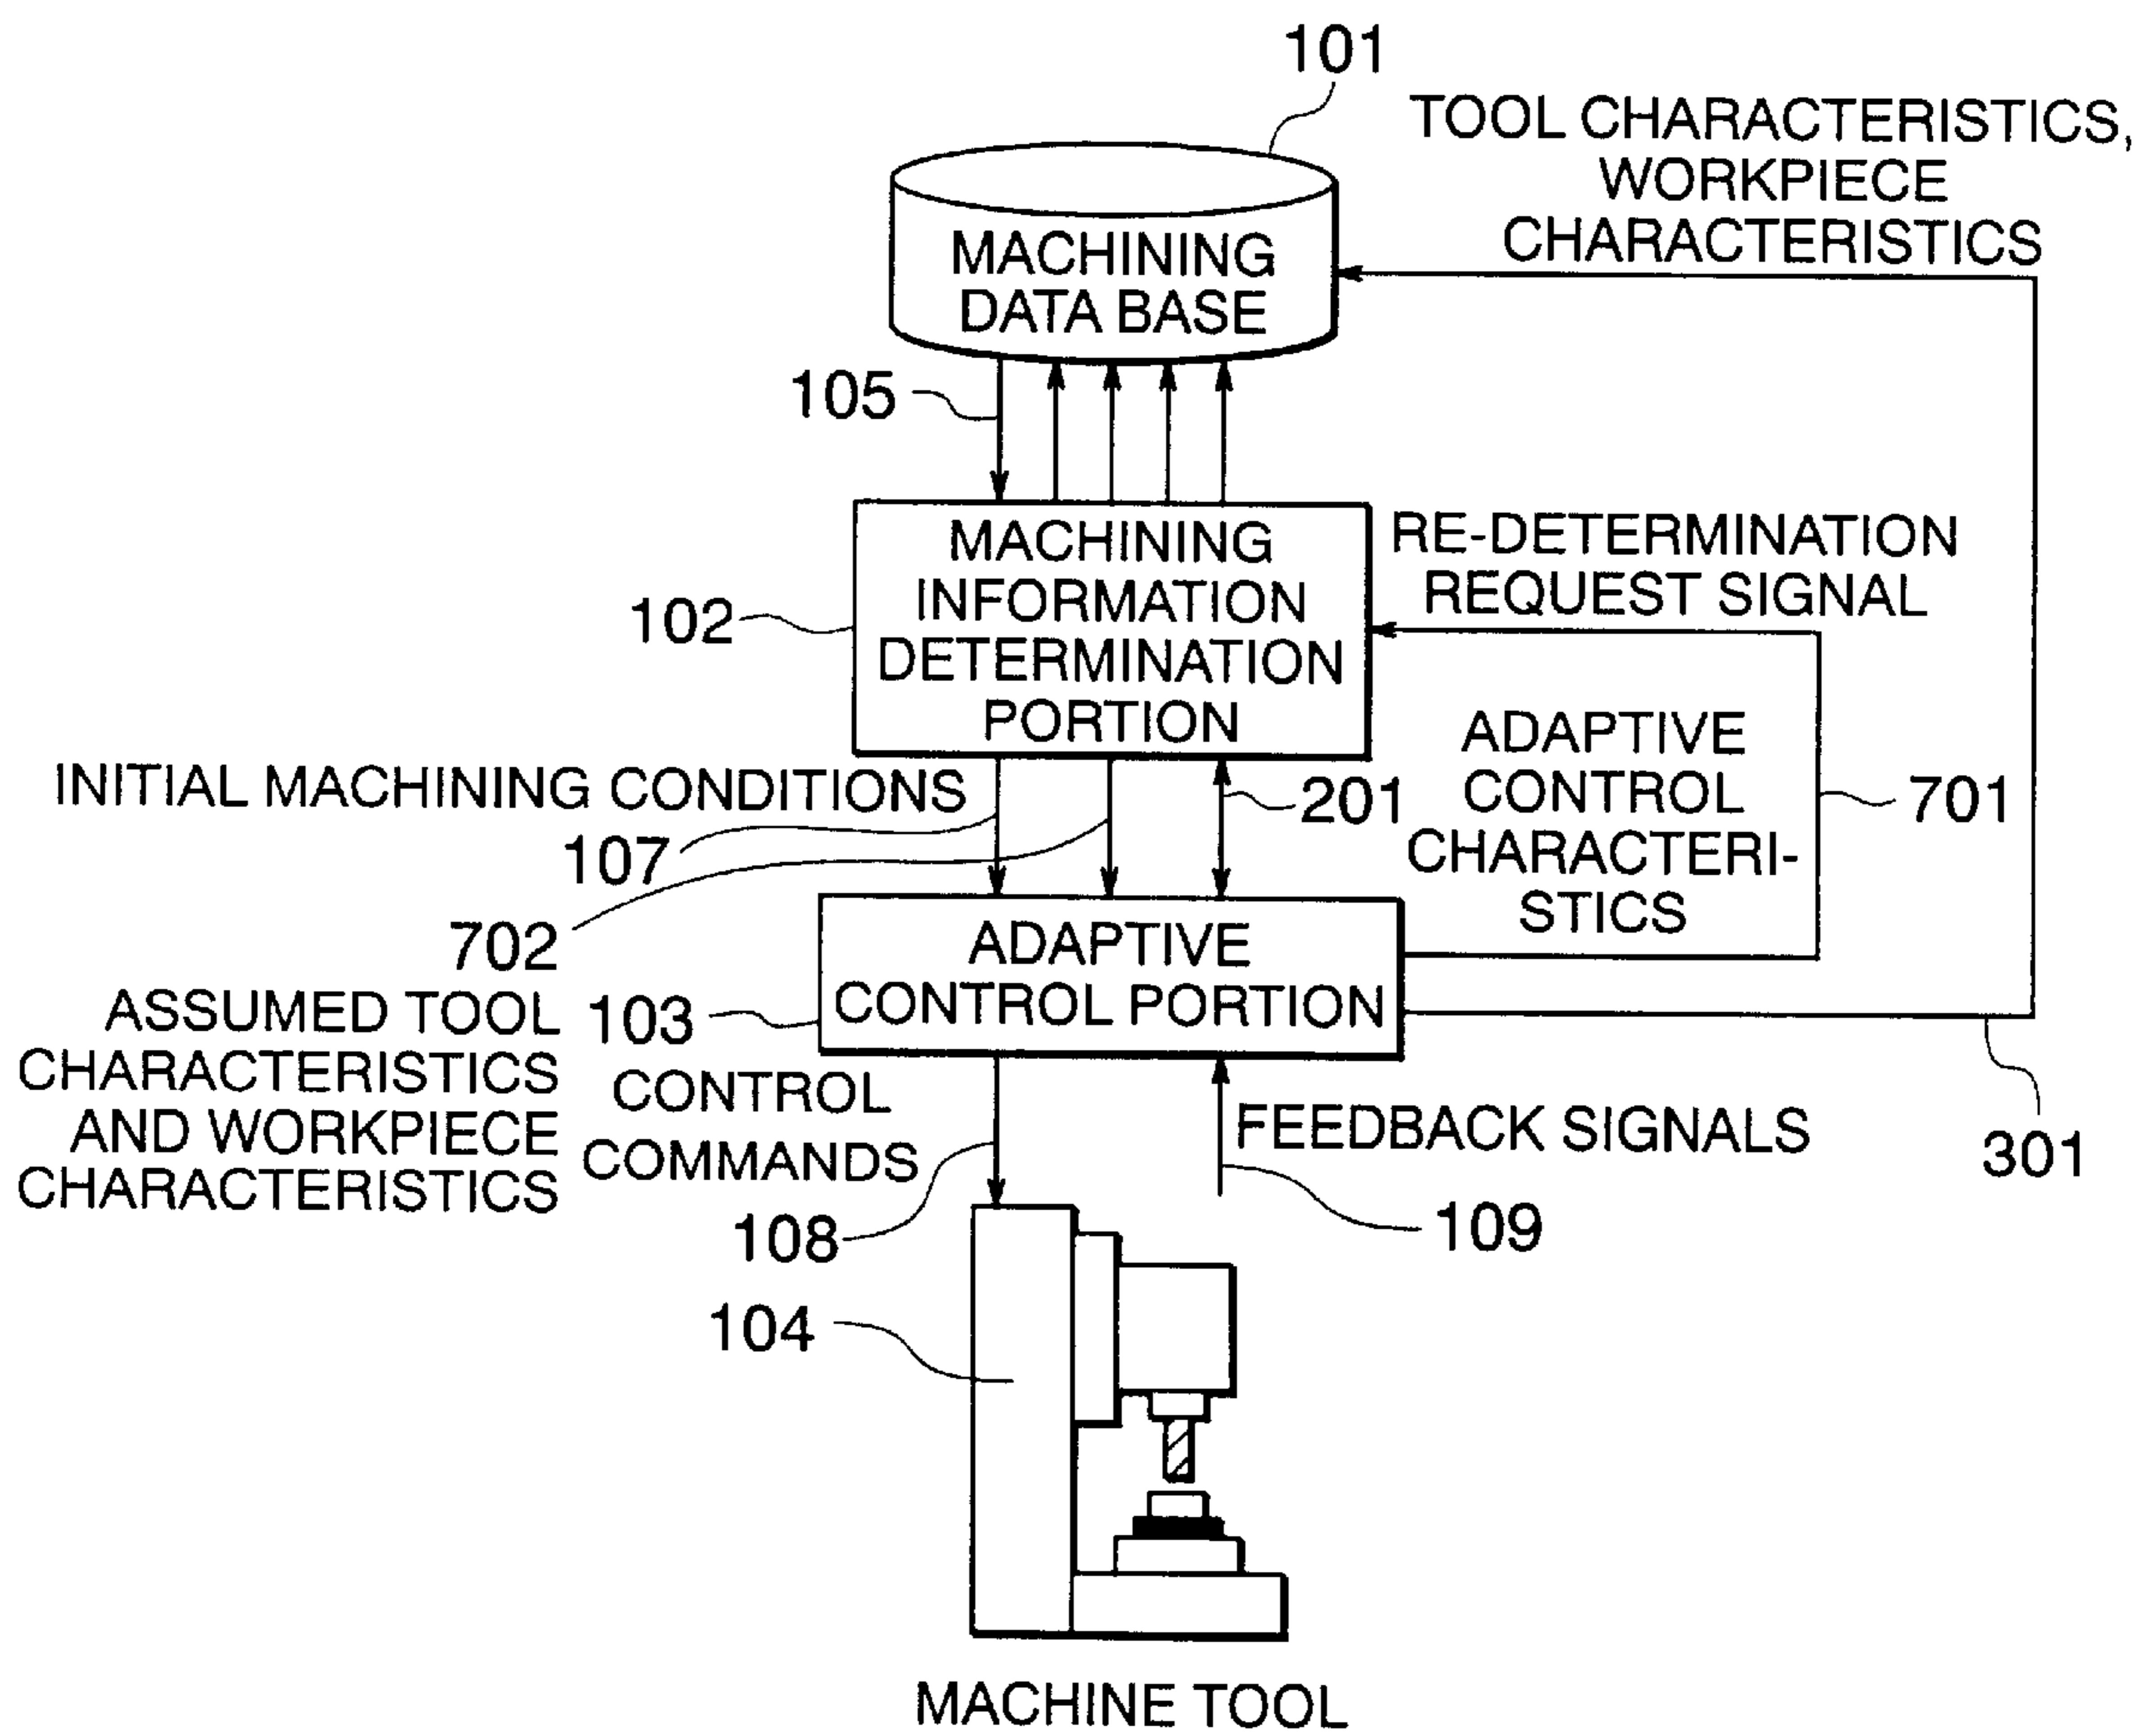 101
TOOL CHARACTERISTICS,
WORKPIECE
CHARACTERISTICS
MACHINING
DATA BASE
105
MACHINING
INFORMATION
DETERMINATION
PORTION
102
RE-DETERMINATION
REQUEST SIGNAL
INITIAL MACHINING CONDITIONS
107
702
201
ADAPTIVE
CONTROL
CHARACTERI-
STICS
701
ADAPTIVE
CONTROL PORTION
103
ASSUMED TOOL
CHARACTERISTICS
AND WORKPIECE
CHARACTERISTICS
CONTROL
COMMANDS
108
FEEDBACK SIGNALS
109
301
104
MACHINE TOOL